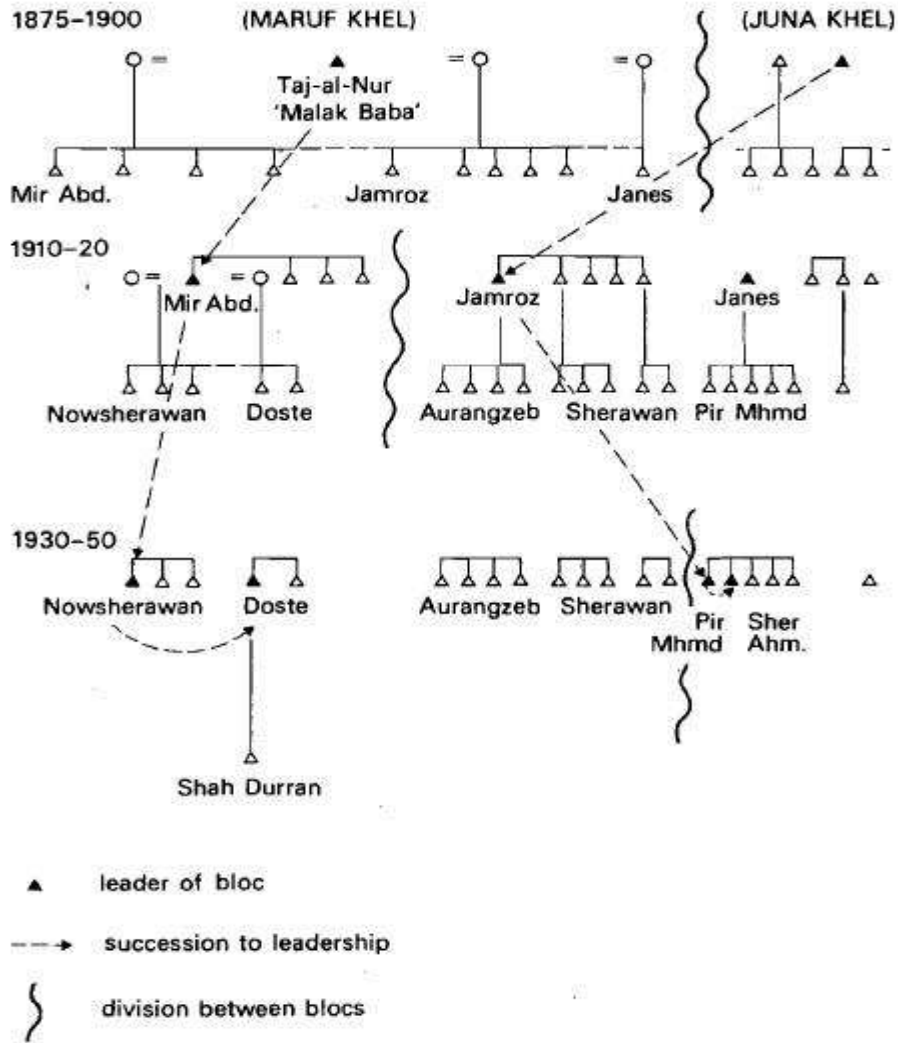 1875-1900 (MARUF KHEL) (JUNA KHEL)
Taj-al-Nur
'Malak Baba'
Mir Abd. Jamroz Janes
1910-20
Mir Abd. Jamroz Janes
Nowsherawan Doste Aurangzeb Sherawan Pir Mhmd
1930-50
Nowsherawan Doste Aurangzeb Sherawan Pir Mhmd Sher Ahm.
Shah Durran
leader of bloc
succession to leadership
division between blocs